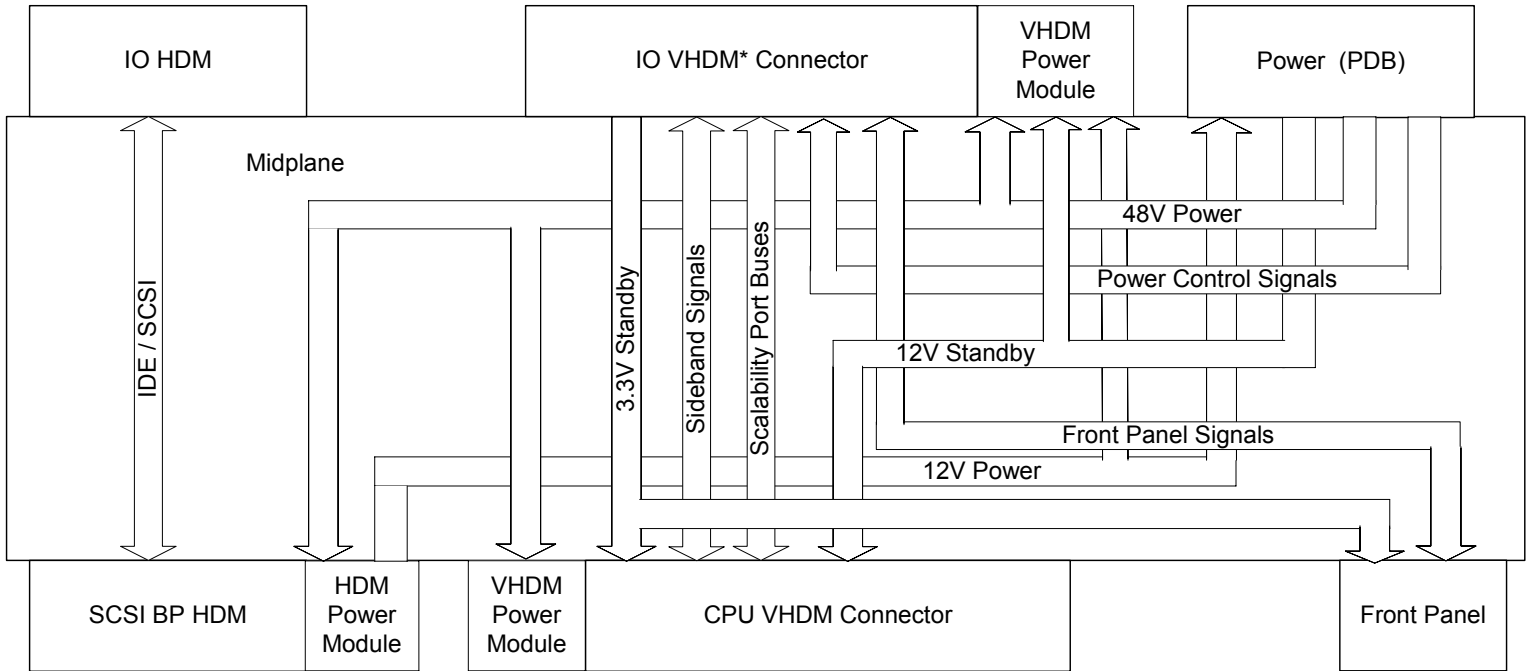 IO HDM
IO VHDM* Connector
VHDM
Power
Module
Power (PDB)
Midplane
48V Power
Power Control Signals
IDE / SCSI
3.3V Standby
Sideband Signals
Scalability Port Buses
12V Standby
Front Panel Signals
12V Power
SCSI BP HDM
HDM
Power
Module
VHDM
Power
Module
CPU VHDM Connector
Front Panel